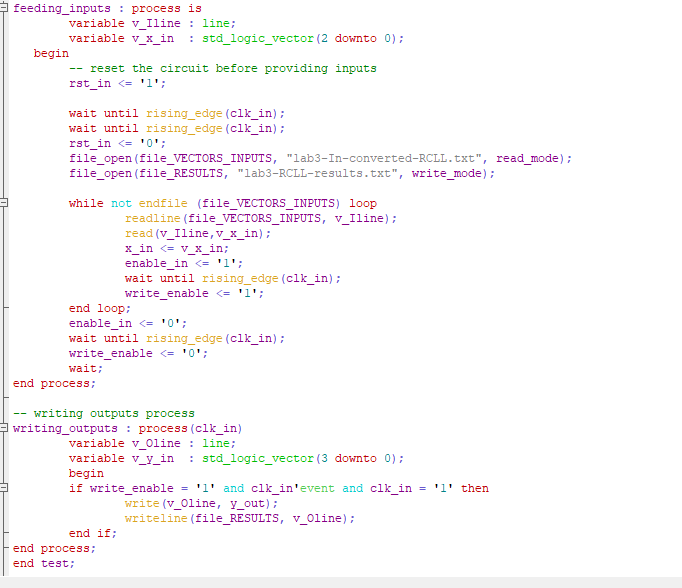 feeding_inputs : process is
variable v_Iline : line;
variable v_x_in  : std_logic_vector(2 downto 0);
begin
-- reset the circuit before providing inputs
rst_in <= '1';
wait until rising_edge(clk_in);
wait until rising_edge(clk_in);
rst_in <= '0';
file_open(file_VECTORS_INPUTS, "lab3-In-converted-RCLL.txt", read_mode);
file_open(file_RESULTS, "lab3-RCLL-results.txt", write_mode);
while not endfile (file_VECTORS_INPUTS) loop
readline(file_VECTORS_INPUTS, v_Iline);
read(v_Iline,v_x_in);
x_in <= v_x_in;
enable_in <= '1';
wait until rising_edge(clk_in);
write_enable <= '1';
end loop;
enable_in <= '0';
wait until rising_edge(clk_in);
write_enable <= '0';
wait;
end process;
-- writing outputs process
writing_outputs : process(clk_in)
variable v_Oline : line;
variable v_y_in  : std_logic_vector(3 downto 0);
begin
if write_enable = '1' and clk_in'event and clk_in = '1' then
write(v_Oline, y_out);
writeline(file_RESULTS, v_Oline);
end if;
end process;
end test;